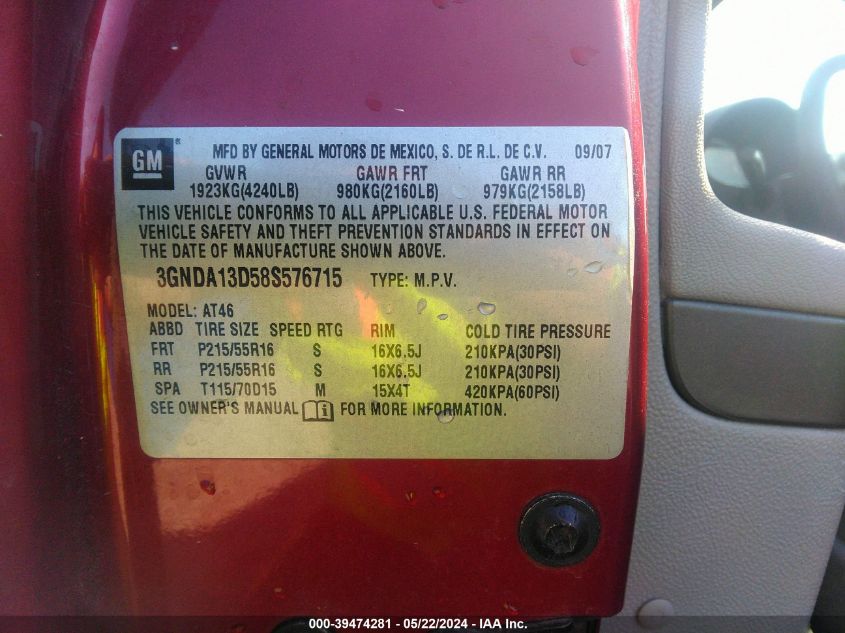 GM ® MFD BY GENERAL MOTORS DE MEXICO, S. DE R.L. DE C.V. 09/07
GVWR GAWR FRT GAWR RR
1923KG(4240LB) 980KG(2160LB) 979KG(2158LB)
THIS VEHICLE CONFORMS TO ALL APPLICABLE U.S. FEDERAL MOTOR
VEHICLE SAFETY AND THEFT PREVENTION STANDARDS IN EFFECT ON
THE DATE OF MANUFACTURE SHOWN ABOVE.
3GNDA13D58S576715 TYPE: M.P.V.
MODEL: AT46
ABBD TIRE SIZE SPEED RTG RIM COLD TIRE PRESSURE
FRT P215/55R16 S 16X6.5J 210KPA(30PSI)
RR P215/55R16 S 16X6.5J 210KPA(30PSI)
SPA T115/70D15 M 15X4T 420KPA(60PSI)
SEE OWNER'S MANUAL FOR MORE INFORMATION.
000-39474281 - 05/22/2024 - IAA Inc.